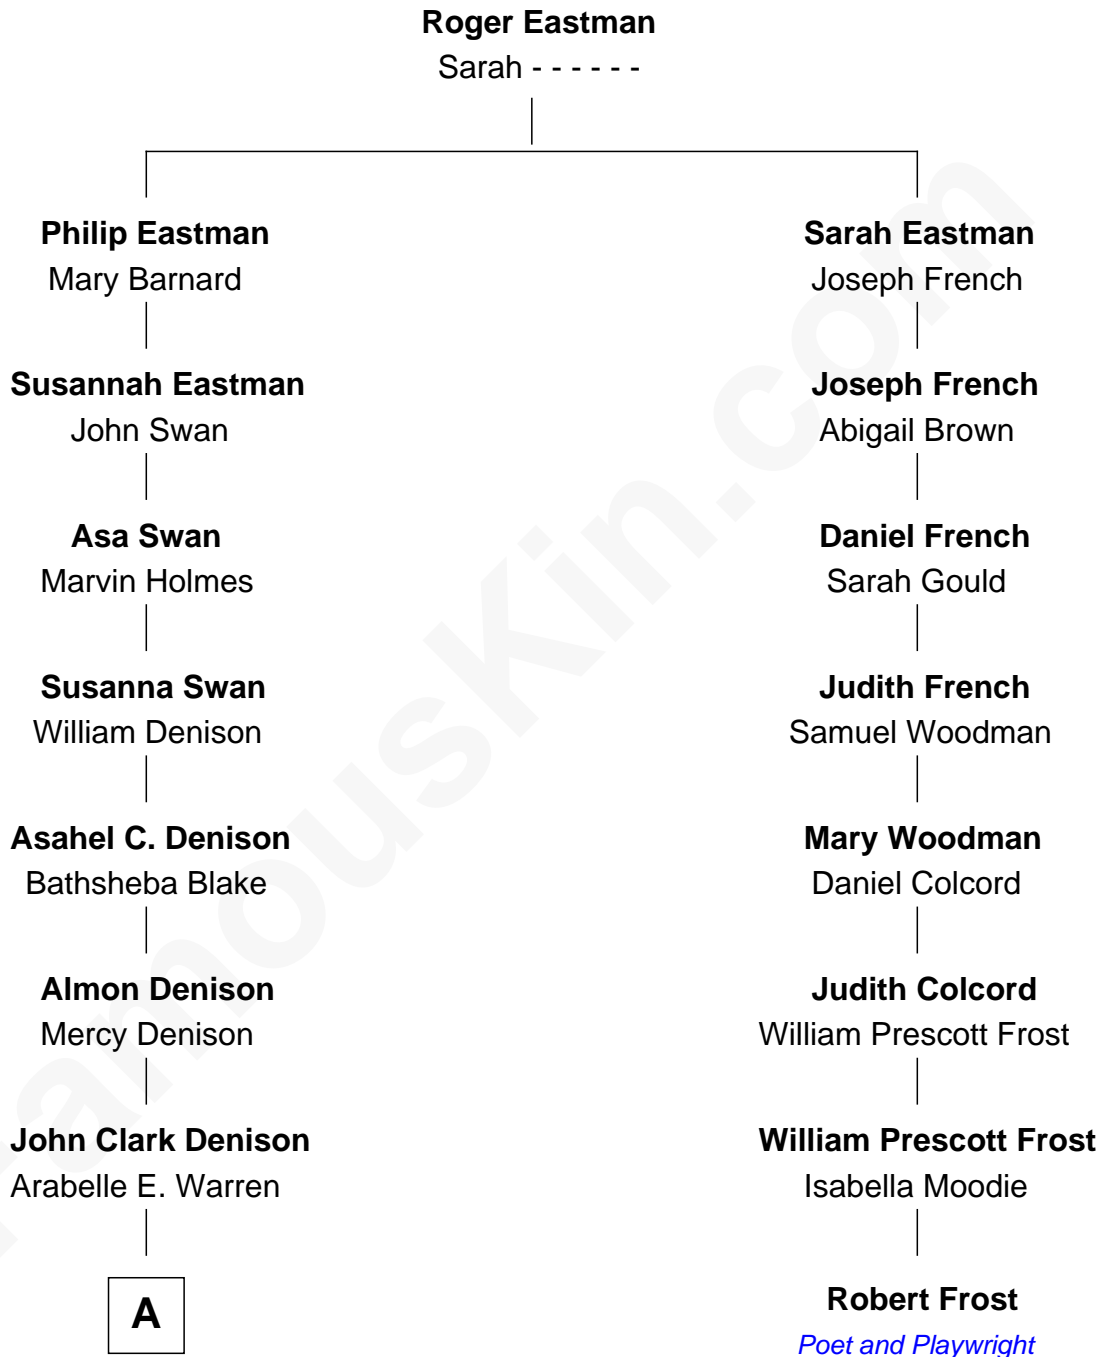 Roger Eastman
Sarah - - - - - -
Philip Eastman
Mary Barnard
Sarah Eastman
Joseph French
Susannah Eastman
John Swan
Joseph French
Abigail Brown
Asa Swan
Marvin Holmes
Daniel French
Sarah Gould
Susanna Swan
William Denison
Judith French
Samuel Woodman
Asahel C. Denison
Bathsheba Blake
Mary Woodman
Daniel Colcord
Almon Denison
Mercy Denison
Judith Colcord
William Prescott Frost
John Clark Denison
Arabelle E. Warren
William Prescott Frost
Isabella Moodie
A
Robert Frost
Poet and Playwright
FamousKin.com